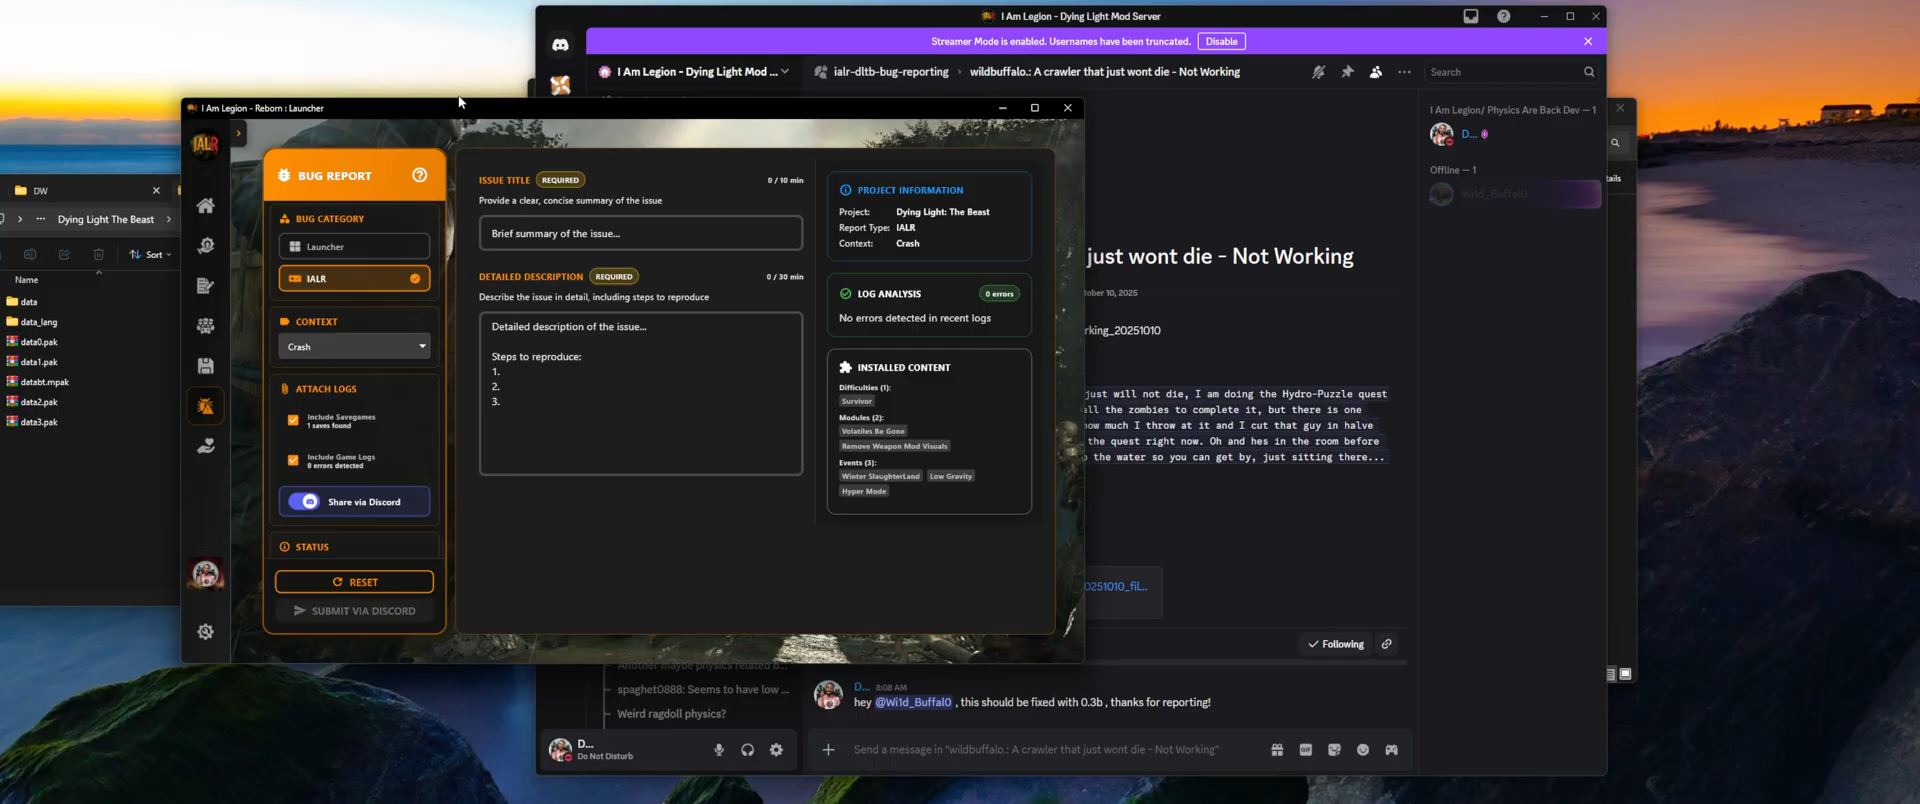 I Am Legion - Dying Light Mod Server
Streamer Mode is enabled. Usernames have been truncated.
Disable
I Am Legion - Dying Light Mod ...
ialr-dltb-bug-reporting
wildbuffalo.: A crawler that just wont die - Not Working
Search
I Am Legion/ Physics Are Back Dev — 1
D...
Offline — 1
Wi1d_Buffal0
ails
DW
Dying Light The Beast
Sort
Name
data
data_lang
data0.pak
data1.pak
databt.mpak
data2.pak
data3.pak
I Am Legion - Reborn : Launcher
IALR
BUG REPORT
BUG CATEGORY
Launcher
IALR
CONTEXT
Crash
ATTACH LOGS
Include Savegames
1 saves found
Include Game Logs
0 errors detected
Share via Discord
STATUS
RESET
SUBMIT VIA DISCORD
ISSUE TITLE
REQUIRED
0 / 10 min
Provide a clear, concise summary of the issue
Brief summary of the issue...
DETAILED DESCRIPTION
REQUIRED
0 / 30 min
Describe the issue in detail, including steps to reproduce
Detailed description of the issue...
Steps to reproduce:
1.
2.
3.
PROJECT INFORMATION
Project: Dying Light: The Beast
Report Type: IALR
Context: Crash
LOG ANALYSIS
0 errors
No errors detected in recent logs
INSTALLED CONTENT
Difficulties (1):
Survivor
Modules (2):
Volatiles Be Gone
Remove Weapon Mod Visuals
Events (3):
Winter SlaughterLand Low Gravity
Hyper Mode
just wont die - Not Working
tober 10, 2025
rking_20251010
just will not die, I am doing the Hydro-Puzzle quest
all the zombies to complete it, but there is one
how much I throw at it and I cut that guy in halve
the quest right now. Oh and hes in the room before
the water so you can get by, just sitting there...
0251010_fil...
Following
Another maybe physics related b...
spaghet0888: Seems to have low ...
Weird ragdoll physics?
D... 8:08 AM
hey @Wi1d_Buffal0 , this should be fixed with 0.3b , thanks for reporting!
D...
Do Not Disturb
Send a message in "wildbuffalo.: A crawler that just wont die - Not Working"
GIF